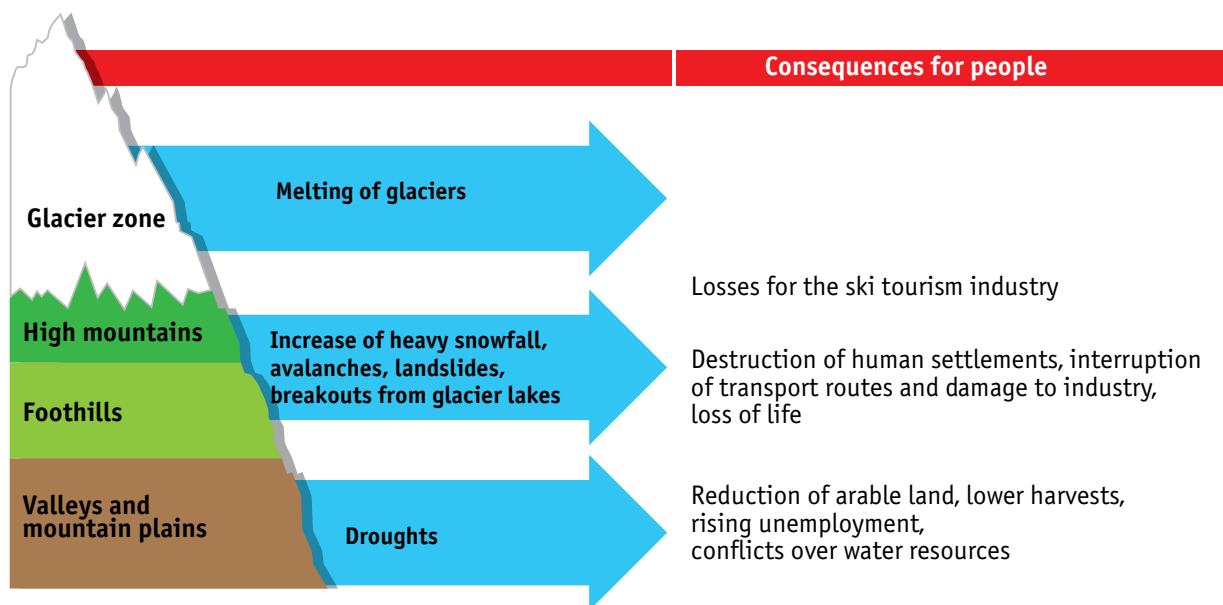 Consequences for people
Melting of glaciers
Glacier zone
Losses for the ski tourism industry
High mountains
Increase of heavy snowfall,
avalanches, landslides,
breakouts from glacier lakes
Destruction of human settlements, interruption
of transport routes and damage to industry,
loss of life
Foothills
Valleys and
mountain plains
Droughts
Reduction of arable land, lower harvests,
rising unemployment,
conflicts over water resources